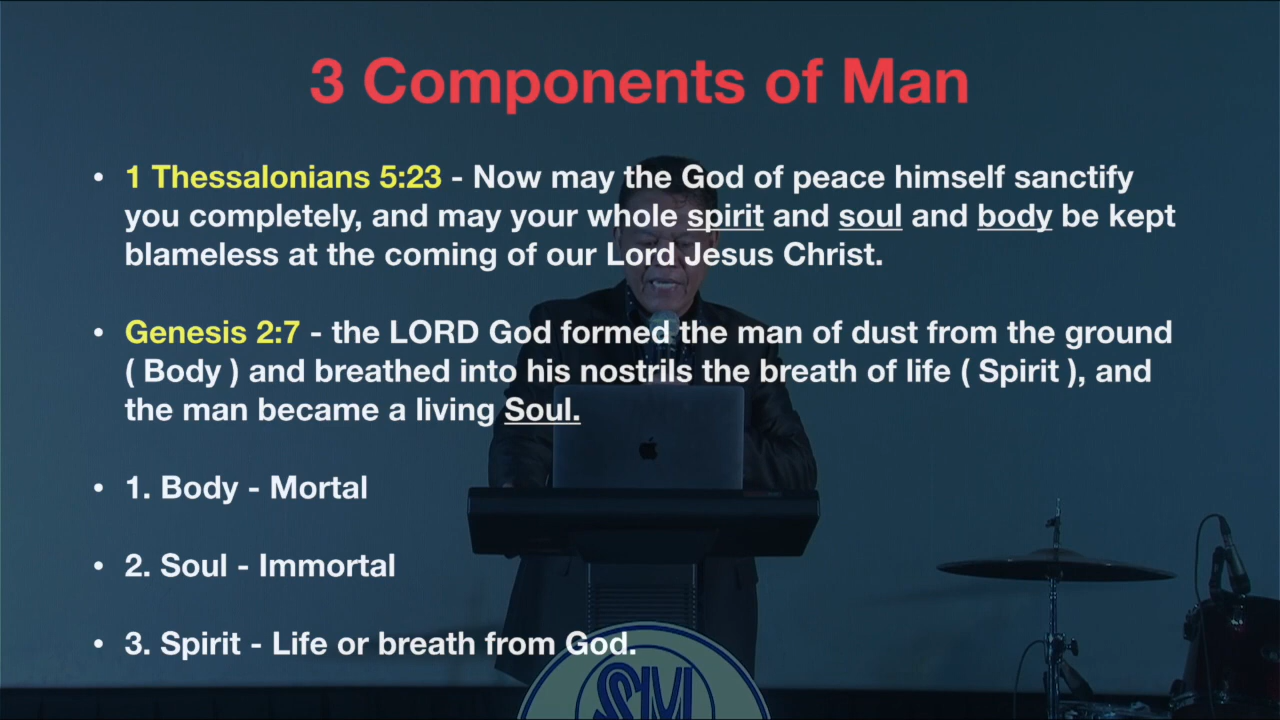 3 Components of Man
• 1 Thessalonians 5:23 - Now may the God of peace himself sanctify
you completely, and may your whole spirit and soul and body be kept
blameless at the coming of our Lord Jesus Christ.
• Genesis 2:7 - the LORD God formed the man of dust from the ground
( Body ) and breathed into his nostrils the breath of life ( Spirit ), and
the man became a living Soul.
• 1. Body - Mortal
• 2. Soul - Immortal
• 3. Spirit - Life or breath from God.
SM